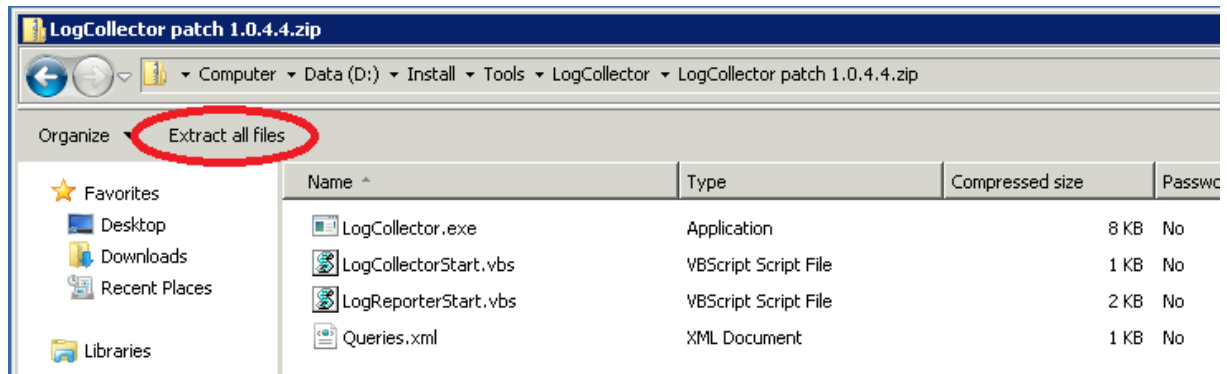 LogCollector patch 1.0.4.4.zip
Computer Data (D:) Install Tools LogCollector LogCollector patch 1.0.4.4.zip
Organize Extract all files
Favorites
Desktop
Downloads
Recent Places
Libraries
Name Type Compressed size Passwo
LogCollector.exe Application 8 KB No
LogCollectorStart.vbs VBScript Script File 1 KB No
LogReporterStart.vbs VBScript Script File 2 KB No
Queries.xml XML Document 1 KB No